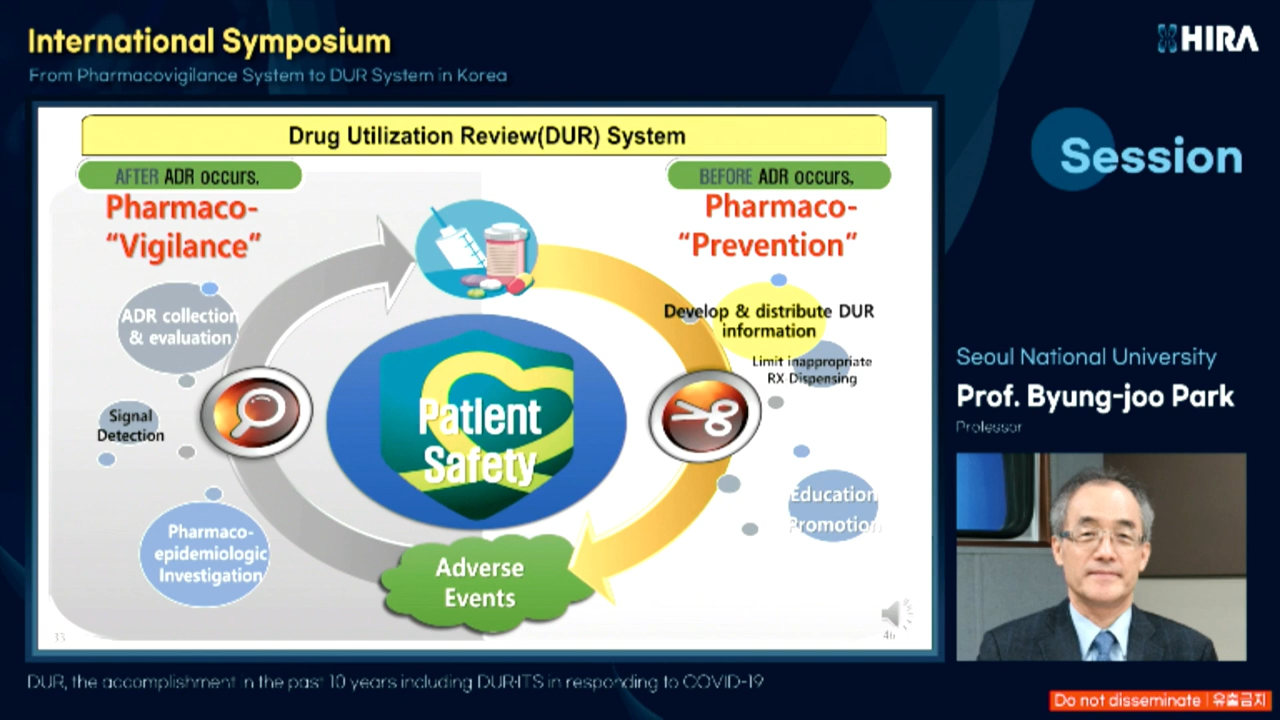 International Symposium
From Pharmacovigilance System to DUR System in Korea
HIRA
Session
Drug Utilization Review(DUR) System
AFTER ADR occurs.
Pharmaco-
“Vigilance”
ADR collection
& evaluation
Signal
Detection
Pharmaco-
epidemiologic
Investigation
Patient
Safety
Adverse
Events
BEFORE ADR occurs.
Pharmaco-
“Prevention”
Develop & distribute DUR
information
Limit inappropriate
RX Dispensing
Education
Promotion
33
46
Seoul National University
Prof. Byung-joo Park
Professor
DUR, the accomplishment in the past 10 years including DUR·ITS in responding to COVID-19
Do not disseminate | 유출금지